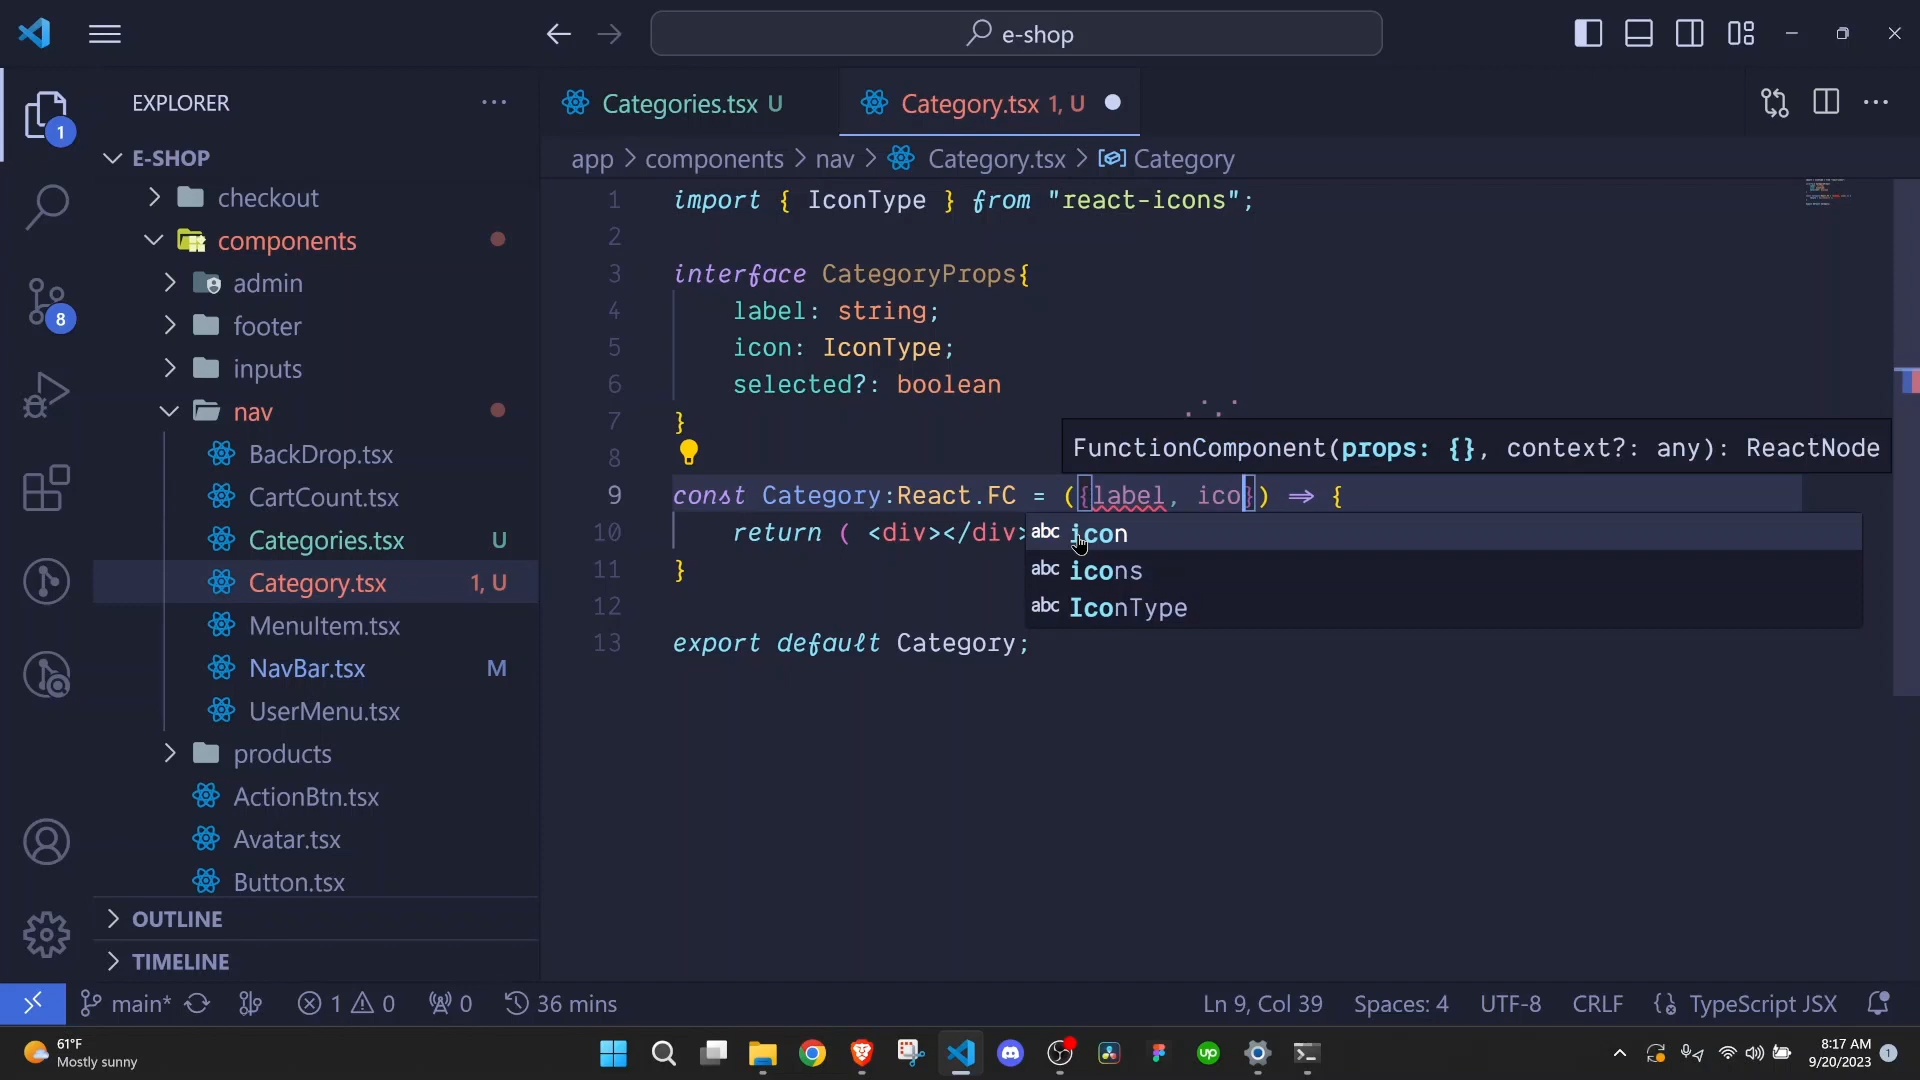 e-shop
EXPLORER
Categories.tsx U
Category.tsx 1, U
E-SHOP
app > components > nav > Category.tsx > Category
checkout
components
admin
footer
inputs
nav
BackDrop.tsx
CartCount.tsx
Categories.tsx U
Category.tsx 1, U
MenuItem.tsx
NavBar.tsx M
UserMenu.tsx
products
ActionBtn.tsx
Avatar.tsx
Button.tsx
OUTLINE
TIMELINE
1
8
1 import { IconType } from "react-icons";
2
3 interface CategoryProps{
4 label: string;
5 icon: IconType;
6 selected?: boolean
7 }
8
FunctionComponent(props: {}, context?: any): ReactNode
9 const Category:React.FC = ({label, ico}) => {
10 return ( <div></div>
11 }
12
13 export default Category;
abc icon
abc icons
abc IconType
main* 1 0 0 36 mins Ln 9, Col 39 Spaces: 4 UTF-8 CRLF TypeScript JSX
61°F
Mostly sunny
up
8:17 AM
9/20/2023
1